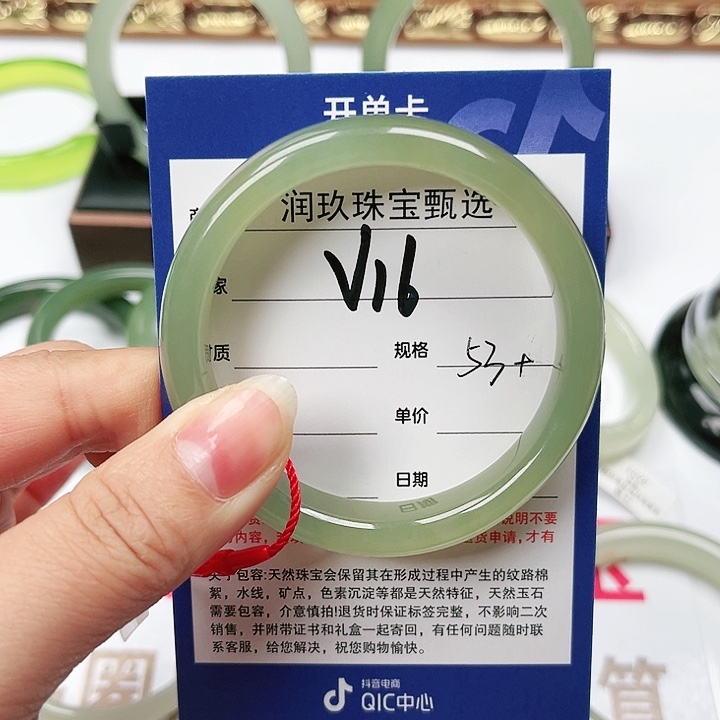 开单卡
润玖珠宝甄选
V16
家
材质
规格 53+
单价
日期
说明不要
内容,
货申请,才有
关于包容:天然珠宝会保留其在形成过程中产生的纹路棉
絮,水线,矿点,色素沉淀等都是天然特征,天然玉石
需要包容,介意慎拍!退货时保证标签完整,不影响二次
销售,并附带证书和礼盒一起寄回,有任何问题随时联
系客服,给您解决,祝您购物愉快。
抖音电商
QIC中心
器
管